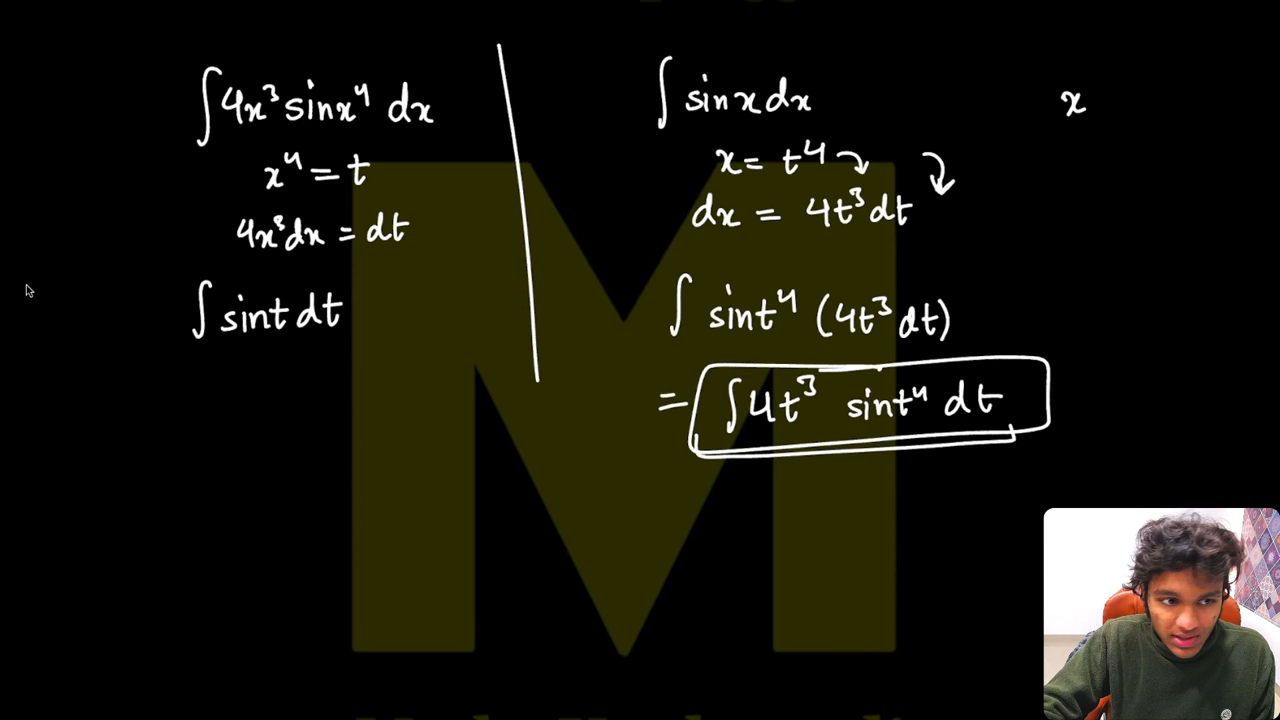 ∫4x³sinx⁴ dx
x⁴ = t
4x³dx = dt
∫sint dt
∫sinx dx
x = t⁴
dx = 4t³dt
∫ sint⁴ (4t³dt)
= ∫4t³ sint⁴ dt
x
M